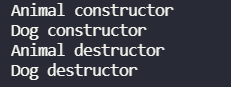 Animal constructor
Dog constructor
Animal destructor
Dog destructor